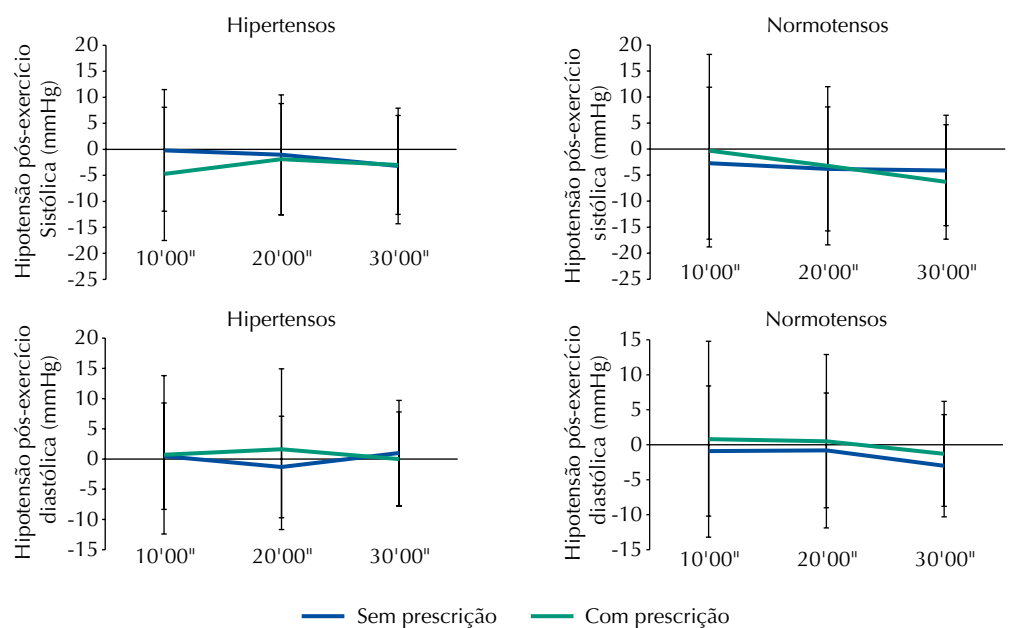 Hipertensos
Hipotensão pós-exercício
Sistólica (mmHg)
20
15
10
5
0
-5
-10
-15
-20
-25
10'00" 20'00" 30'00"
Normotensos
Hipotensão pós-exercício
sistólica (mmHg)
20
15
10
5
0
-5
-10
-15
-20
-25
10'00" 20'00" 30'00"
Hipertensos
Hipotensão pós-exercício
diastólica (mmHg)
20
15
10
5
0
-5
-10
-15
10'00" 20'00" 30'00"
Normotensos
Hipotensão pós-exercício
diastólica (mmHg)
15
10
5
0
-5
-10
-15
10'00" 20'00" 30'00"
Sem prescrição Com prescrição